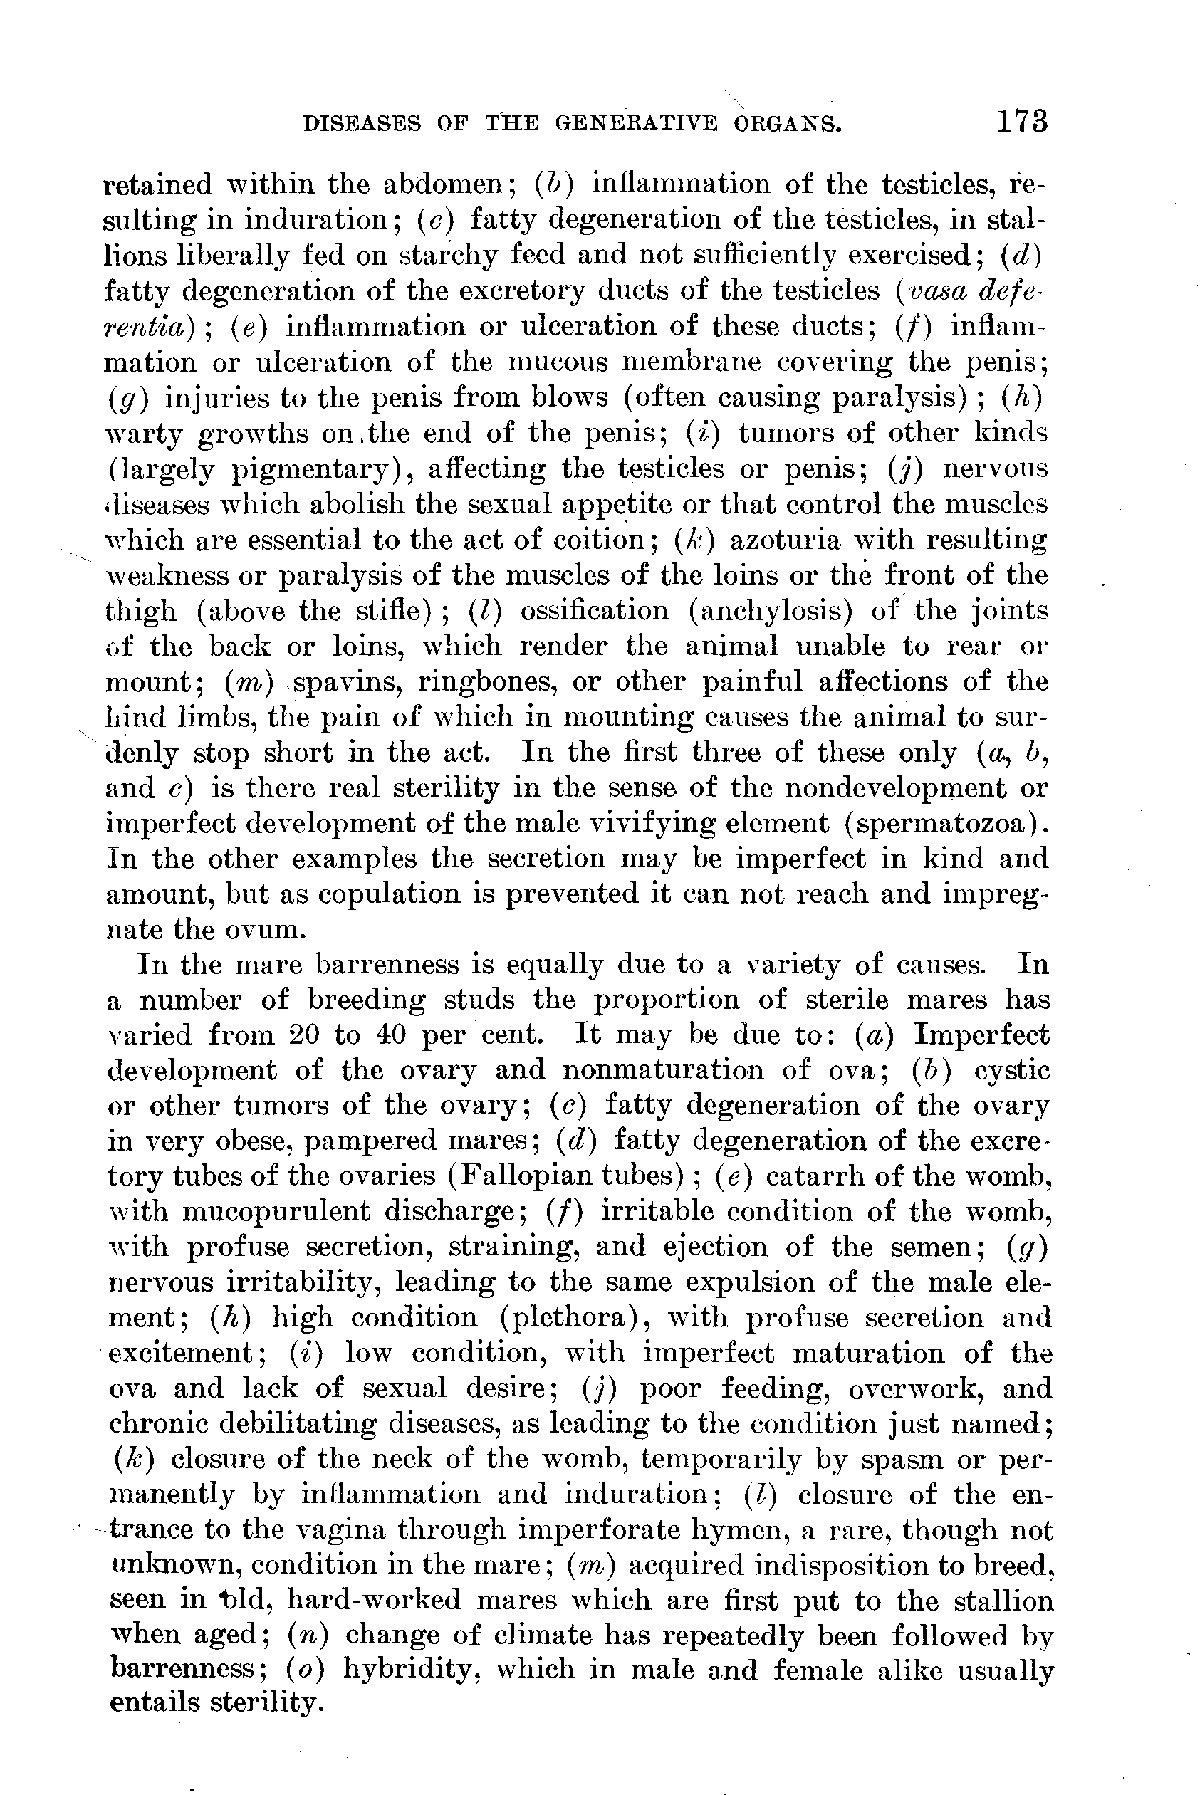 DISEASES OF THE GENERATIVE ORGANS. 173
retained within the abdomen; (b) inflammation of the testicles, re-
sulting in induration; (c) fatty degeneration of the testicles, in stal-
lions liberally fed on starchy feed and not sufficiently exercised; (d)
fatty degeneration of the excretory ducts of the testicles (vasa defe-
rentia); (e) inflammation or ulceration of these ducts; (f) inflam-
mation or ulceration of the mucous membrane covering the penis;
(g) injuries to the penis from blows (often causing paralysis); (h)
warty growths on the end of the penis; (i) tumors of other kinds
(largely pigmentary), affecting the testicles or penis; (j) nervous
diseases which abolish the sexual appetite or that control the muscles
which are essential to the act of coition; (k) azoturia with resulting
weakness or paralysis of the muscles of the loins or the front of the
thigh (above the stifle); (l) ossification (anchylosis) of the joints
of the back or loins, which render the animal unable to rear or
mount; (m) spavins, ringbones, or other painful affections of the
hind limbs, the pain of which in mounting causes the animal to sur-
denly stop short in the act. In the first three of these only (a, b,
and c) is there real sterility in the sense of the nondevelopment or
imperfect development of the male vivifying element (spermatozoa).
In the other examples the secretion may be imperfect in kind and
amount, but as copulation is prevented it can not reach and impreg-
nate the ovum.
In the mare barrenness is equally due to a variety of causes. In
a number of breeding studs the proportion of sterile mares has
varied from 20 to 40 per cent. It may be due to: (a) Imperfect
development of the ovary and nonmaturation of ova; (b) cystic
or other tumors of the ovary; (c) fatty degeneration of the ovary
in very obese, pampered mares; (d) fatty degeneration of the excre-
tory tubes of the ovaries (Fallopian tubes); (e) catarrh of the womb,
with mucopurulent discharge; (f) irritable condition of the womb,
with profuse secretion, straining, and ejection of the semen; (g)
nervous irritability, leading to the same expulsion of the male ele-
ment; (h) high condition (plethora), with profuse secretion and
excitement; (i) low condition, with imperfect maturation of the
ova and lack of sexual desire; (j) poor feeding, overwork, and
chronic debilitating diseases, as leading to the condition just named;
(k) closure of the neck of the womb, temporarily by spasm or per-
manently by inflammation and induration; (l) closure of the en-
trance to the vagina through imperforate hymen, a rare, though not
unknown, condition in the mare; (m) acquired indisposition to breed,
seen in old, hard-worked mares which are first put to the stallion
when aged; (n) change of climate has repeatedly been followed by
barrenness; (o) hybridity, which in male and female alike usually
entails sterility.